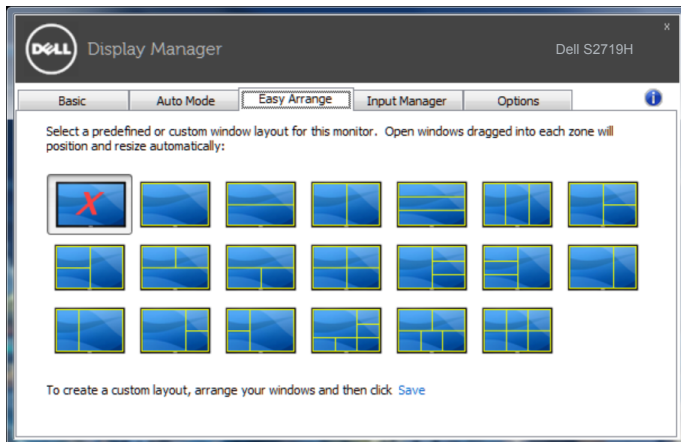 x
DELL Display Manager Dell S2719H
Basic Auto Mode Easy Arrange Input Manager Options i
Select a predefined or custom window layout for this monitor. Open windows dragged into each zone will
position and resize automatically:
X
To create a custom layout, arrange your windows and then click Save